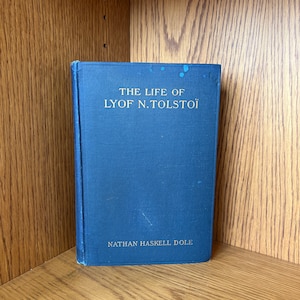 THE LIFE OF
LYOF N. TOLSTOÏ
NATHAN HASKELL DOLE